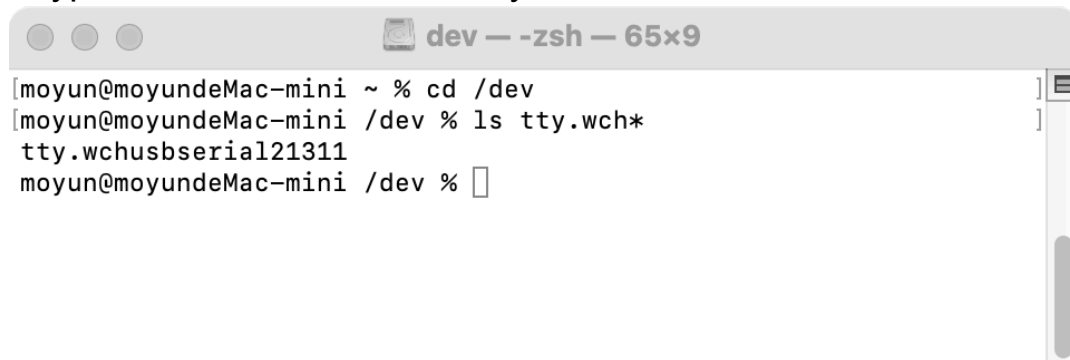 dev — -zsh — 65×9
[moyun@moyundeMac-mini ~ % cd /dev ]
[moyun@moyundeMac-mini /dev % ls tty.wch* ]
tty.wchusbserial21311
moyun@moyundeMac-mini /dev %